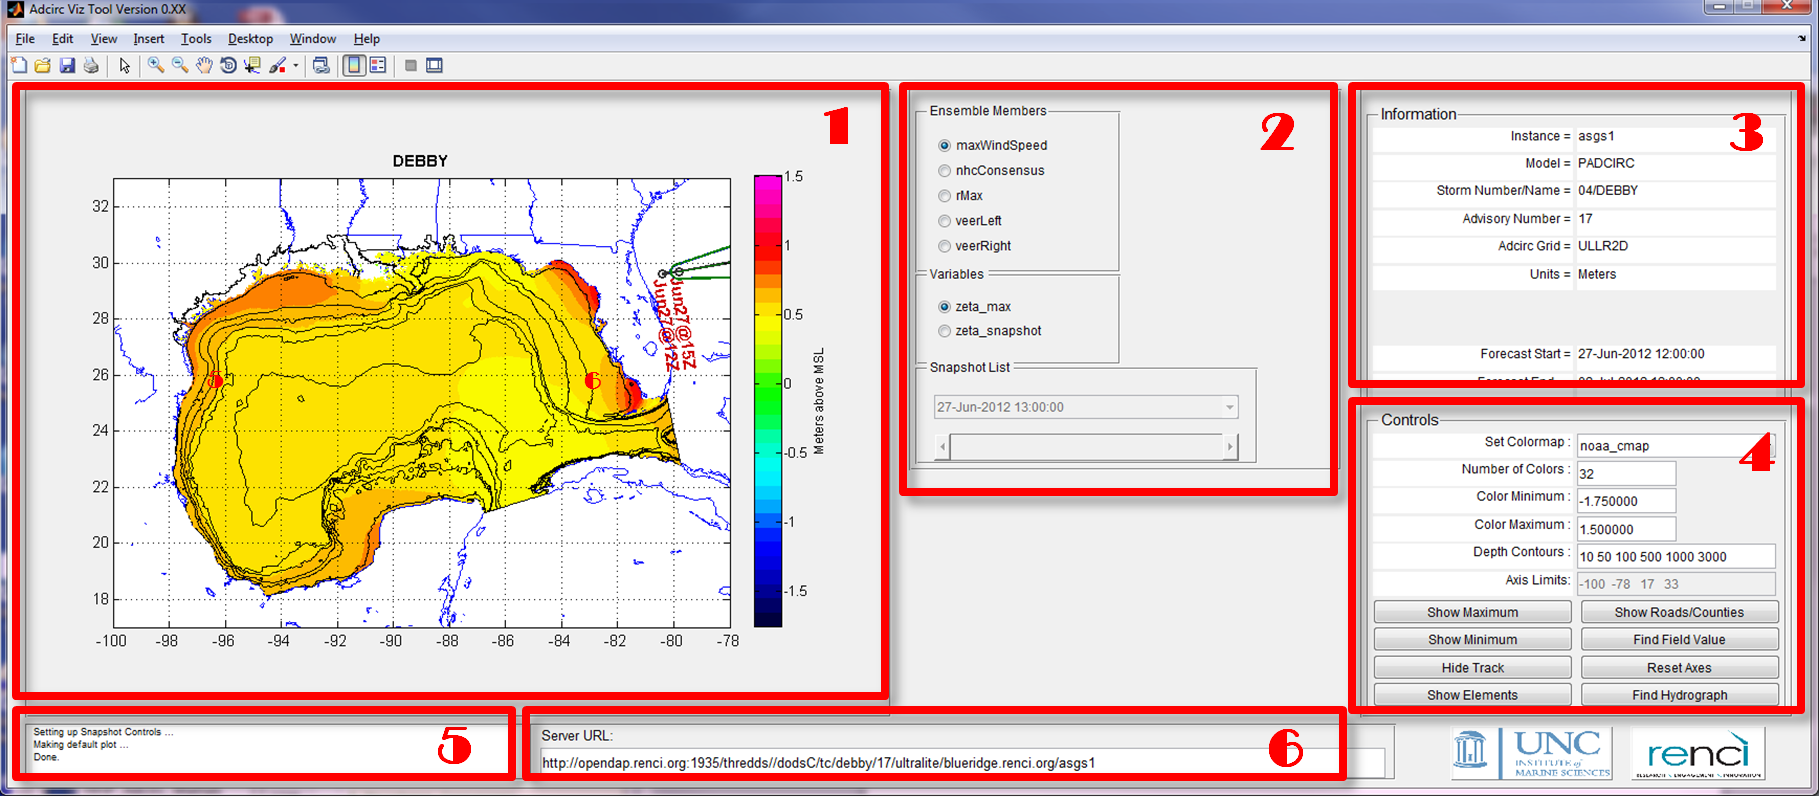 Adcirc Viz Tool Version 0.XX
File Edit View Insert Tools Desktop Window Help
1
DEBBY
32
30
28
26
24
22
20
18
-100 -98 -96 -94 -92 -90 -88 -86 -84 -82 -80 -78
Jun27@15Z
Jun27@12Z
5
6
1.5
1
0.5
0
-0.5
-1
-1.5
Meters above MSL
2
Ensemble Members
maxWindSpeed
nhcConsensus
rMax
veerLeft
veerRight
Variables
zeta_max
zeta_snapshot
Snapshot List
27-Jun-2012 13:00:00
3
Information
Instance = asgs1
Model = PADCIRC
Storm Number/Name = 04/DEBBY
Advisory Number = 17
Adcirc Grid = ULLR2D
Units = Meters
Forecast Start = 27-Jun-2012 12:00:00
4
Controls
Set Colormap : noaa_cmap
Number of Colors : 32
Color Minimum : -1.750000
Color Maximum : 1.500000
Depth Contours : 10 50 100 500 1000 3000
Axis Limits: -100 -78 17 33
Show Maximum Show Roads/Counties
Show Minimum Find Field Value
Hide Track Reset Axes
Show Elements Find Hydrograph
5
Setting up Snapshot Controls ...
Making default plot ...
Done.
6
Server URL:
http://opendap.renci.org:1935/thredds//dodsC/tc/debby/17/ultralite/blueridge.renci.org/asgs1
UNC
INSTITUTE of
MARINE SCIENCES
renci
RESEARCH ENGAGEMENT INNOVATION